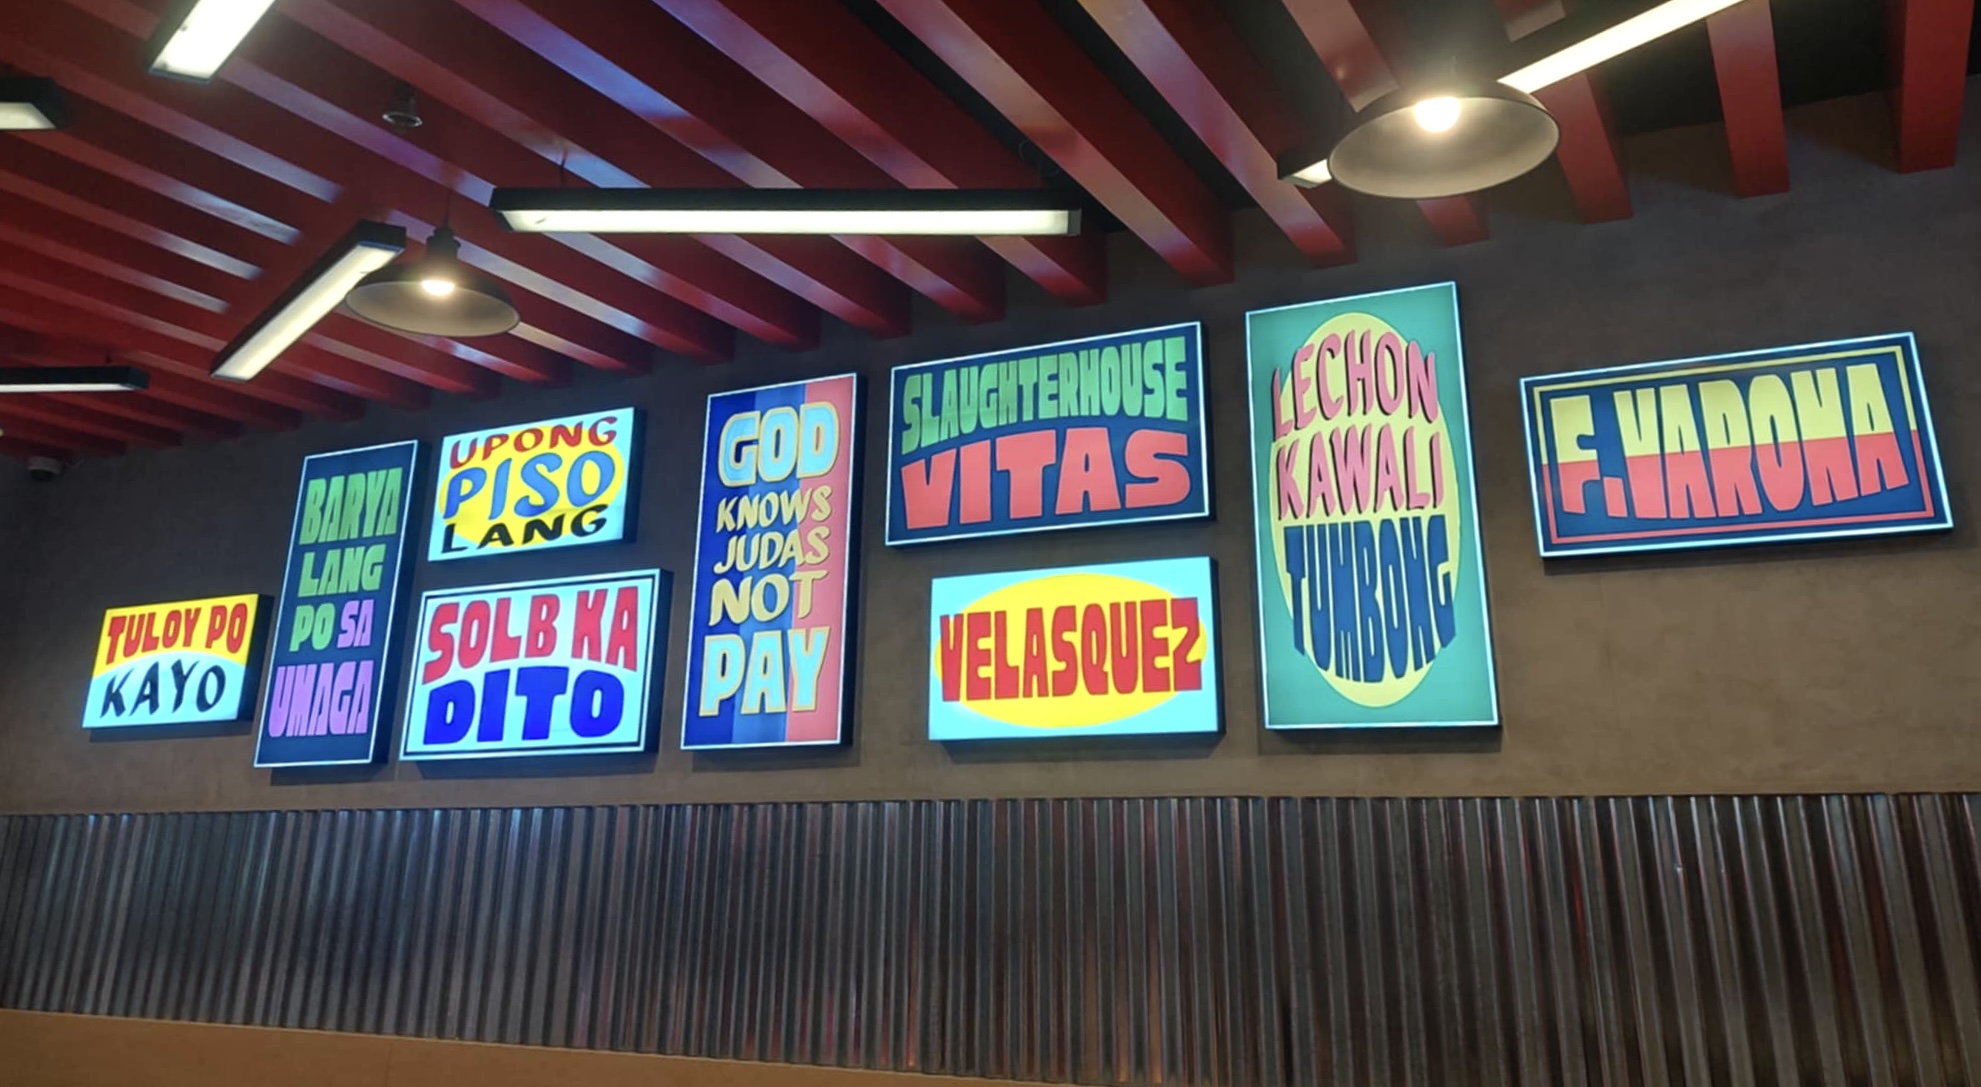 TULOY PO
KAYO
BARYA
LANG
PO SA
UMAGA
UPONG
PISO
LANG
SOLB KA
DITO
GOD
KNOWS
JUDAS
NOT
PAY
SLAUGHTERHOUSE
VITAS
VELASQUEZ
LECHON
KAWALI
TUMBONG
F. VARONA